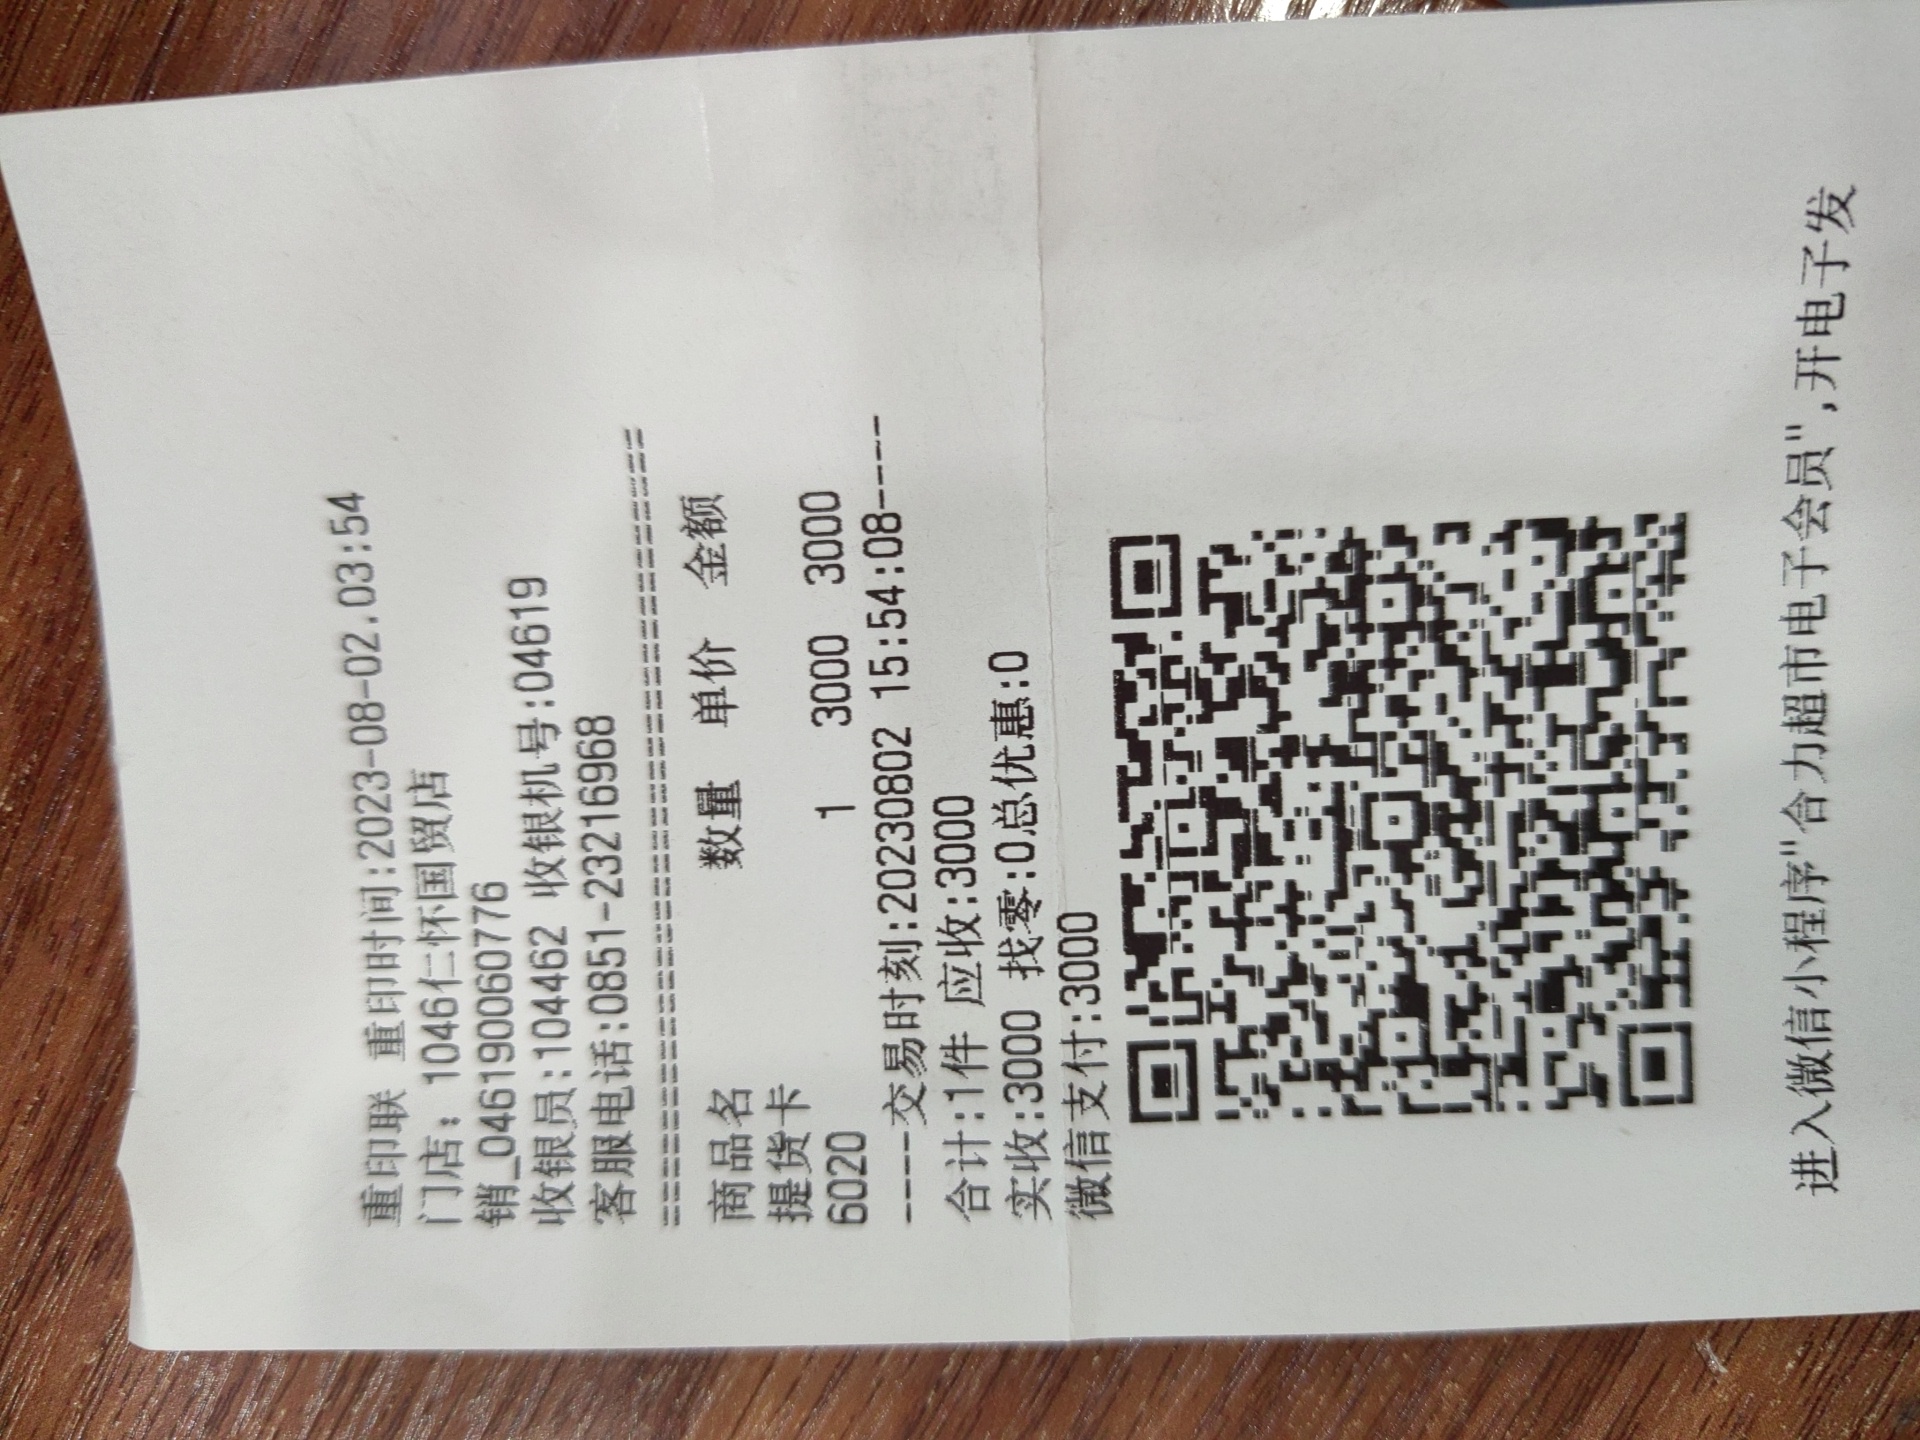 重印联 重印时间:2023-08-02.03:54
门店: 1046仁怀国贸店
销_046190060776
收银员:104462 收银机号:04619
客服电话:0851-23216968
================================
商品名 数量 单价 金额
提货卡
6020 1 3000 3000
----交易时刻:20230802 15:54:08----
合计:1件 应收:3000
实收:3000 找零:0总优惠:0
微信支付:3000
进入微信小程序"合力超市电子会员",开电子发